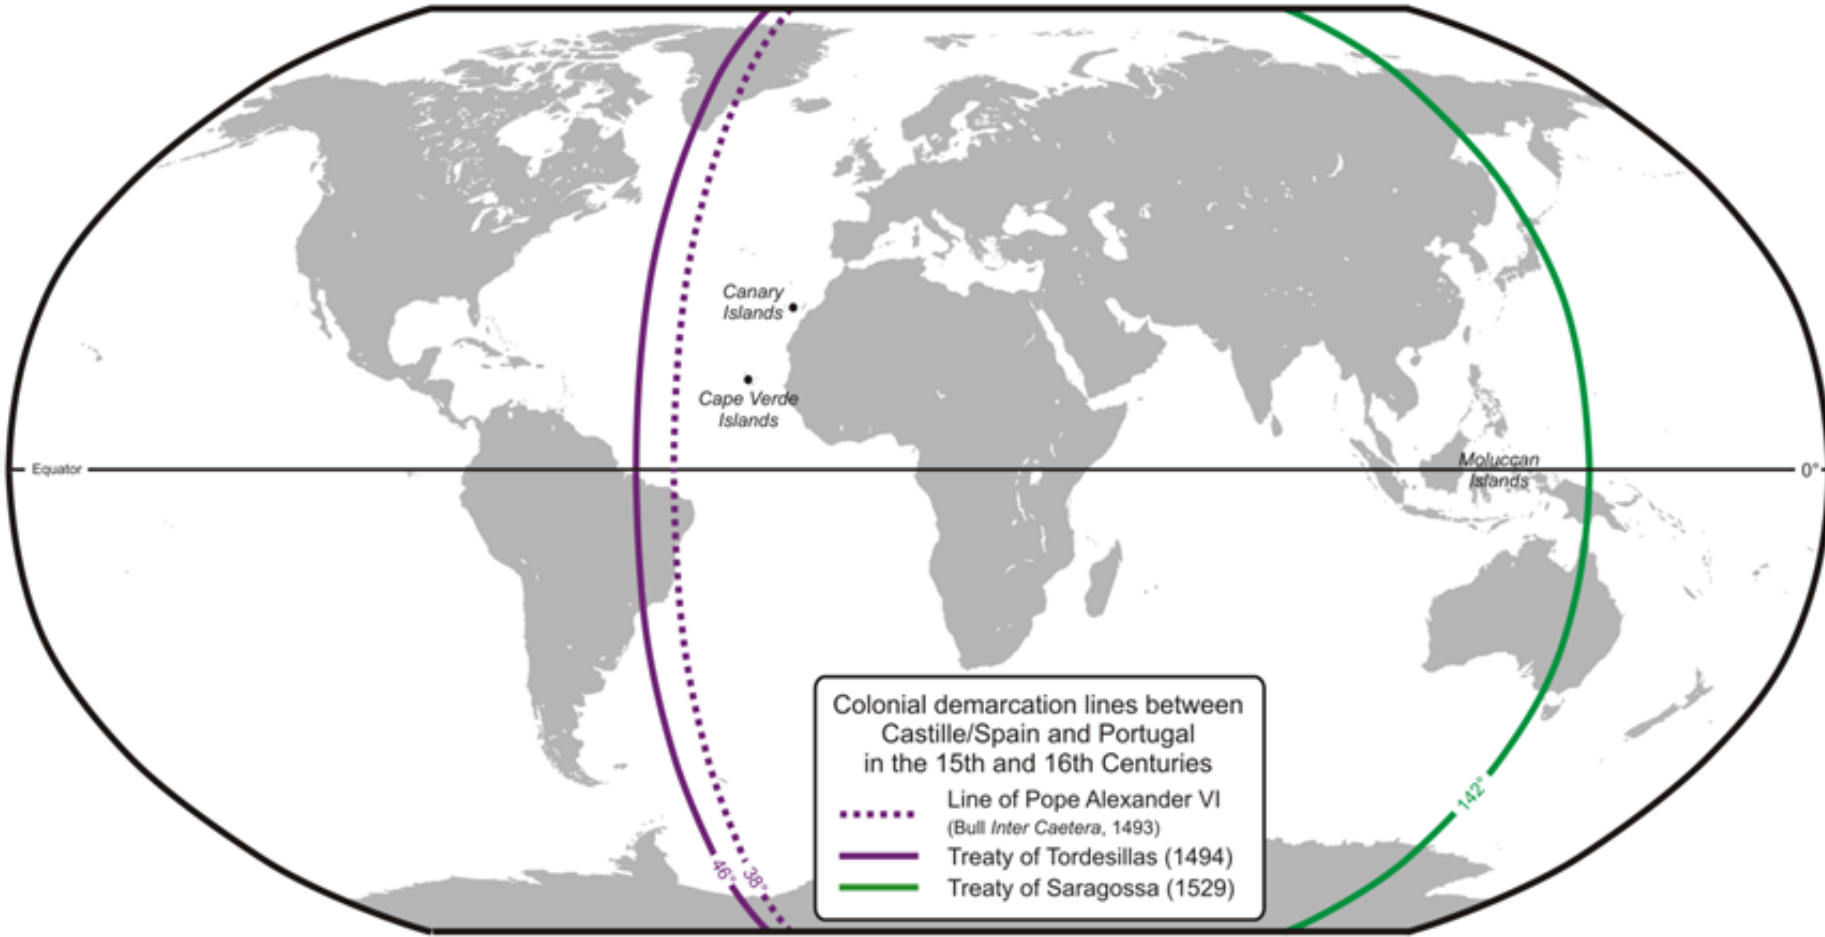 Canary
Islands
Cape Verde
Islands
Equator
Moluccan
Islands
0°
Colonial demarcation lines between
Castille/Spain and Portugal
in the 15th and 16th Centuries
Line of Pope Alexander VI
(Bull Inter Caetera, 1493)
Treaty of Tordesillas (1494)
Treaty of Saragossa (1529)
46°
38°
142°